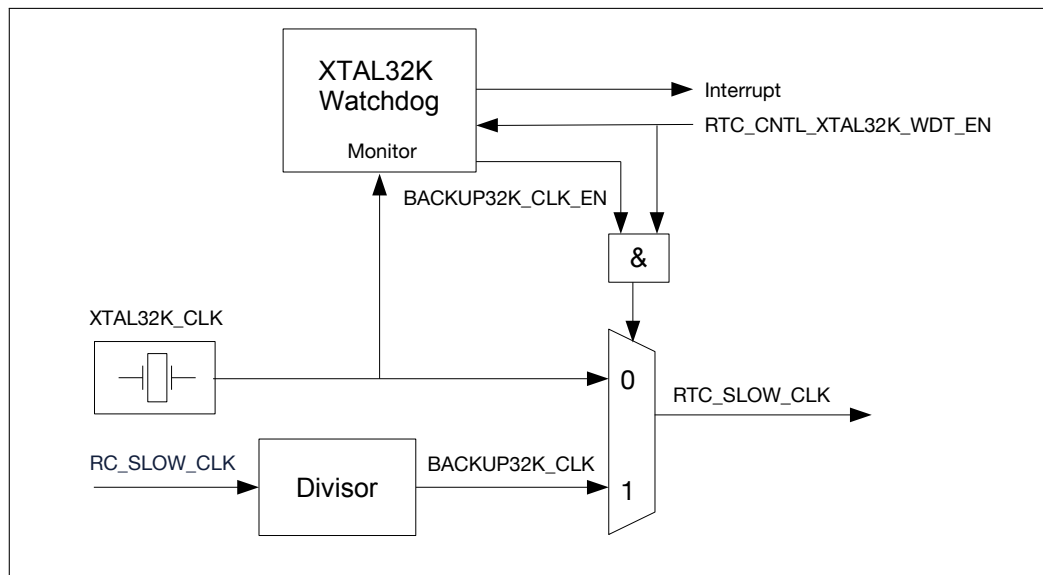 XTAL32K
Watchdog
Interrupt
RTC_CNTL_XTAL32K_WDT_EN
Monitor
BACKUP32K_CLK_EN
&
XTAL32K_CLK
0
RTC_SLOW_CLK
RC_SLOW_CLK
BACKUP32K_CLK
Divisor
1